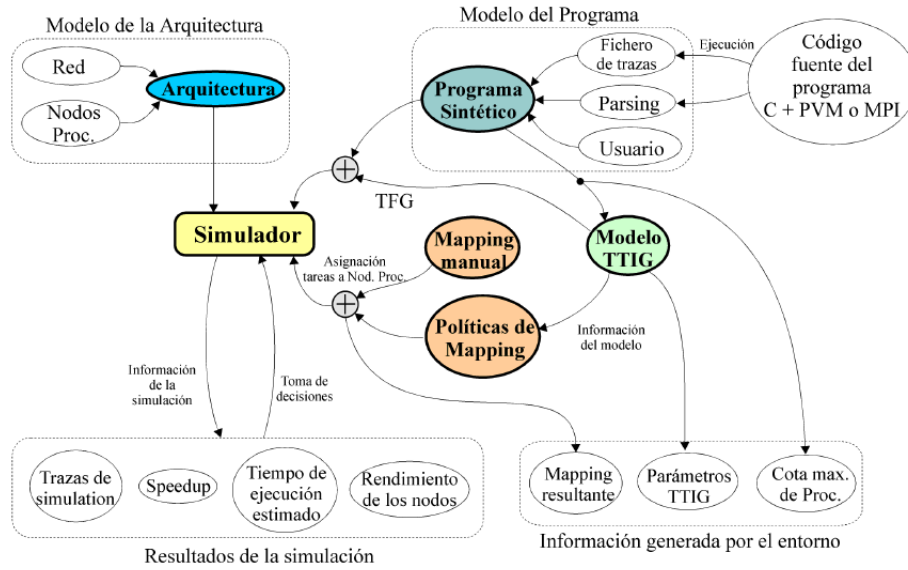 Modelo de la Arquitectura
Red
Nodos
Proc.
Arquitectura
Modelo del Programa
Programa
Sintético
Fichero
de trazas
Parsing
Usuario
Ejecución
Código
fuente del
programa
C + PVM o MPI
TFG
Simulador
Asignación
tareas a Nod. Proc.
Mapping
manual
Políticas de
Mapping
Modelo
TTIG
Información
del modelo
Información
de la
simulación
Toma de
decisiones
Trazas de
simulation
Speedup
Tiempo de
ejecución
estimado
Rendimiento
de los nodos
Resultados de la simulación
Mapping
resultante
Parámetros
TTIG
Cota max.
de Proc.
Información generada por el entorno